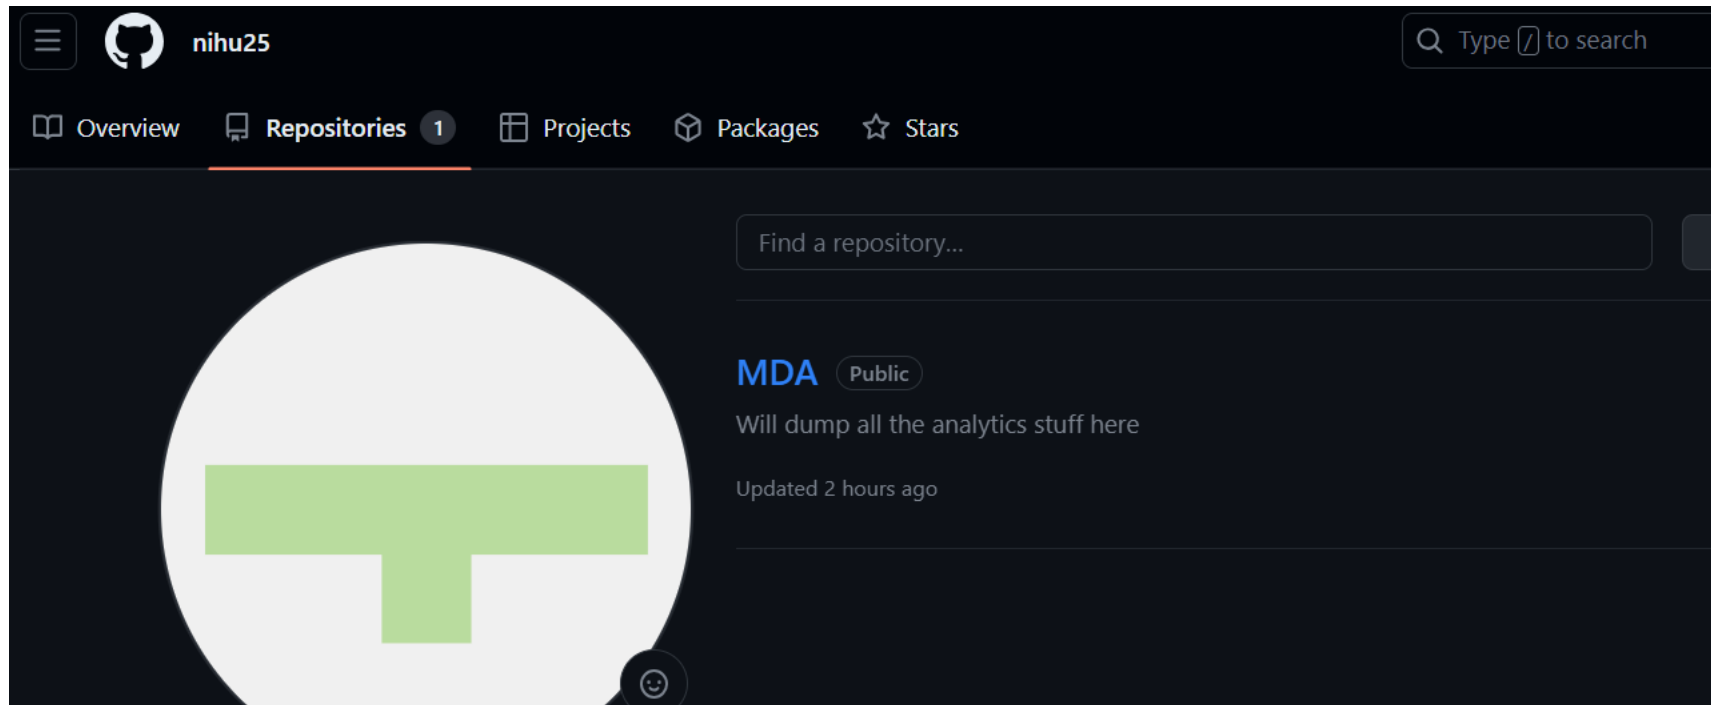 nihu25
Type / to search
Overview
Repositories 1
Projects
Packages
Stars
Find a repository...
MDA Public
Will dump all the analytics stuff here
Updated 2 hours ago